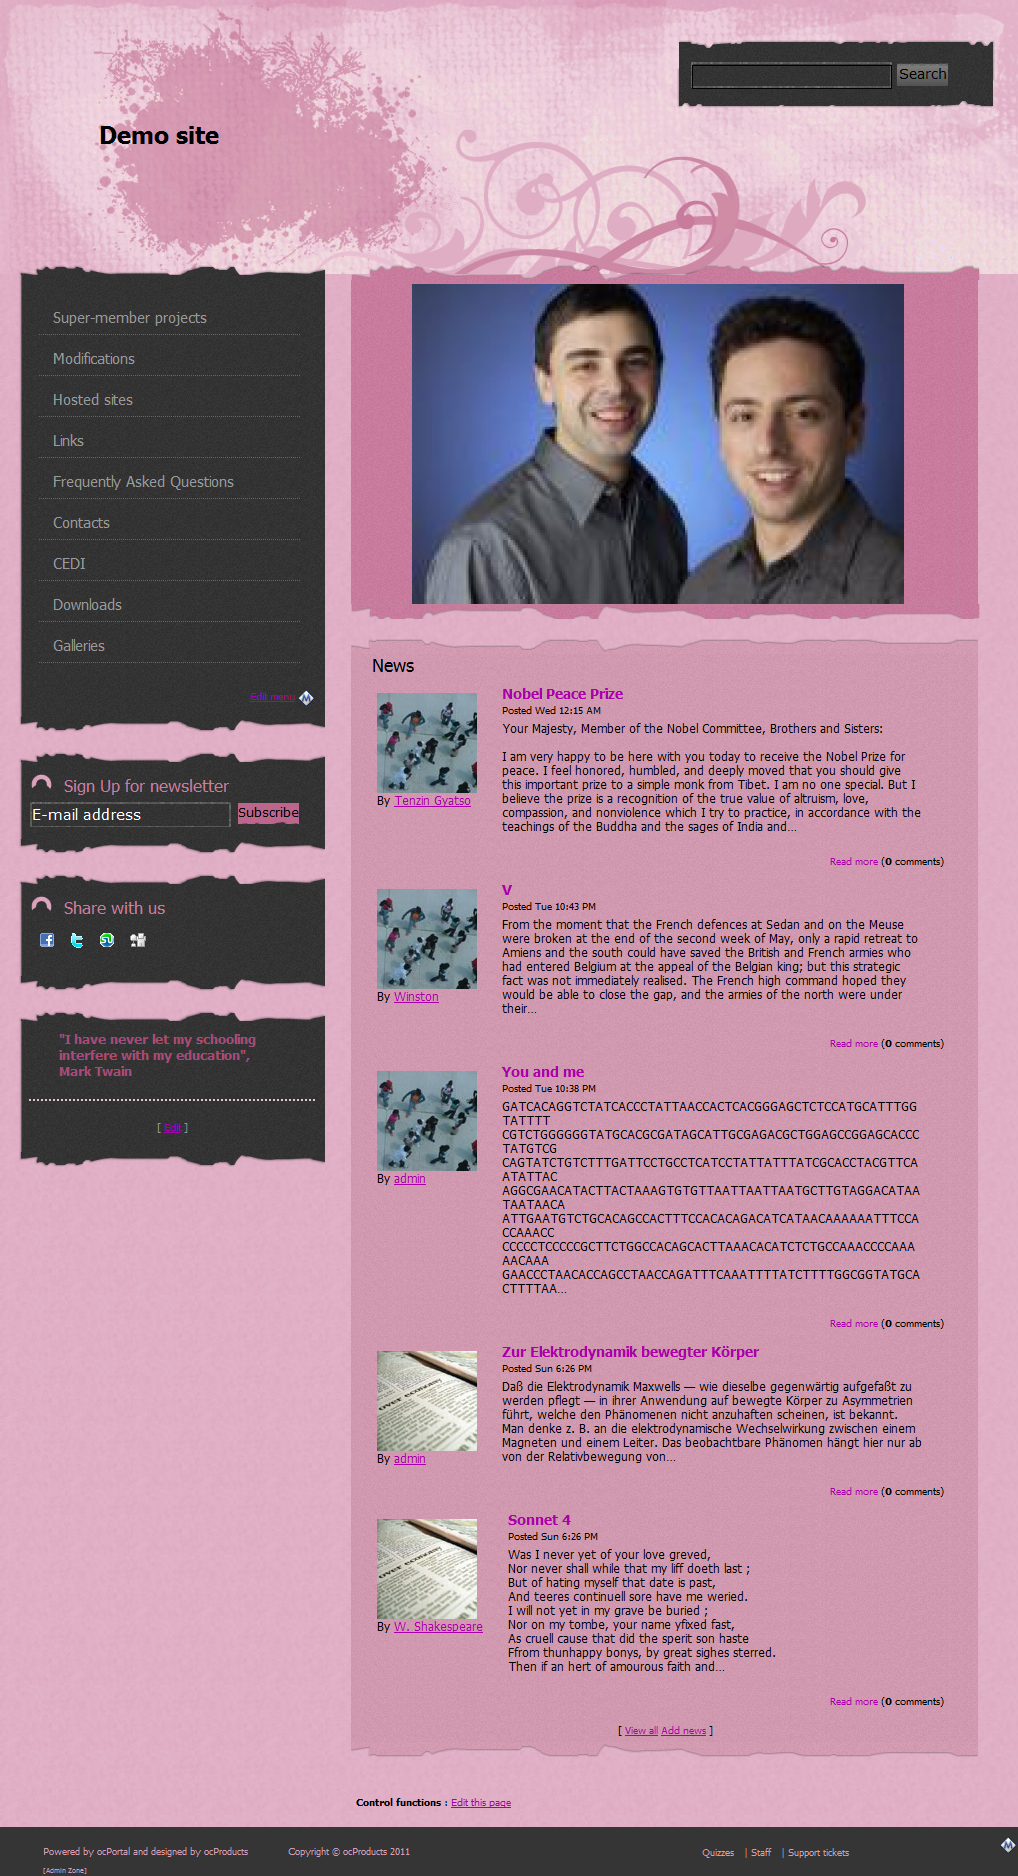 Search
Demo site
Super-member projects
Modifications
Hosted sites
Links
Frequently Asked Questions
Contacts
CEDI
Downloads
Galleries
Edit menu
Sign Up for newsletter
E-mail address
Subscribe
Share with us
"I have never let my schooling
interfere with my education",
Mark Twain
[ Edit ]
News
Nobel Peace Prize
Posted Wed 12:15 AM
Your Majesty, Member of the Nobel Committee, Brothers and Sisters:
I am very happy to be here with you today to receive the Nobel Prize for
peace. I feel honored, humbled, and deeply moved that you should give
this important prize to a simple monk from Tibet. I am no one special. But I
believe the prize is a recognition of the true value of altruism, love,
compassion, and nonviolence which I try to practice, in accordance with the
teachings of the Buddha and the sages of India and…
By Tenzin Gyatso
Read more (0 comments)
V
Posted Tue 10:43 PM
From the moment that the French defences at Sedan and on the Meuse
were broken at the end of the second week of May, only a rapid retreat to
Amiens and the south could have saved the British and French armies who
had entered Belgium at the appeal of the Belgian king; but this strategic
fact was not immediately realised. The French high command hoped they
would be able to close the gap, and the armies of the north were under
their…
By Winston
Read more (0 comments)
You and me
Posted Tue 10:38 PM
GATCACAGGTCTATCACCCTATTAACCACTCACGGGAGCTCTCCATGCATTTGG
TATTTT
CGTCTGGGGGGTATGCACGCGATAGCATTGCGAGACGCTGGAGCCGGAGCACCC
TATGTCG
CAGTATCTGTCTTTGATTCCTGCCTCATCCTATTATTTATCGCACCTACGTTCA
ATATTAC
AGGCGAACATACTTACTAAAGTGTGTTAATTAATTAATGCTTGTAGGACATAA
TAATAACA
ATTGAATGTCTGCACAGCCACTTTCCACACAGACATCATAACAAAAAATTTCCA
CCAAACC
CCCCCTCCCCCGCTTCTGGCCACAGCACTTAAACACATCTCTGCCAAACCCCAAA
AACAAA
GAACCCTAACACCAGCCTAACCAGATTTCAAATTTTATCTTTTGGCGGTATGCA
CTTTTAA…
By admin
Read more (0 comments)
Zur Elektrodynamik bewegter Körper
Posted Sun 6:26 PM
Daß die Elektrodynamik Maxwells — wie dieselbe gegenwärtig aufgefaßt zu
werden pflegt — in ihrer Anwendung auf bewegte Körper zu Asymmetrien
führt, welche den Phänomenen nicht anzuhaften scheinen, ist bekannt.
Man denke z. B. an die elektrodynamische Wechselwirkung zwischen einem
Magneten und einem Leiter. Das beobachtbare Phänomen hängt hier nur ab
von der Relativbewegung von…
By admin
Read more (0 comments)
Sonnet 4
Posted Sun 6:26 PM
Was I never yet of your love greved,
Nor never shall while that my liff doeth last ;
But of hating myself that date is past,
And teeres continuell sore have me weried.
I will not yet in my grave be buried ;
Nor on my tombe, your name yfixed fast,
As cruell cause that did the sperit son haste
Ffrom thunhappy bonys, by great sighes sterred.
Then if an hert of amourous faith and…
By W. Shakespeare
Read more (0 comments)
[ View all Add news ]
Control functions : Edit this page
Powered by ocPortal and designed by ocProducts Copyright © ocProducts 2011 Quizzes | Staff | Support tickets
[Admin Zone]
over economy